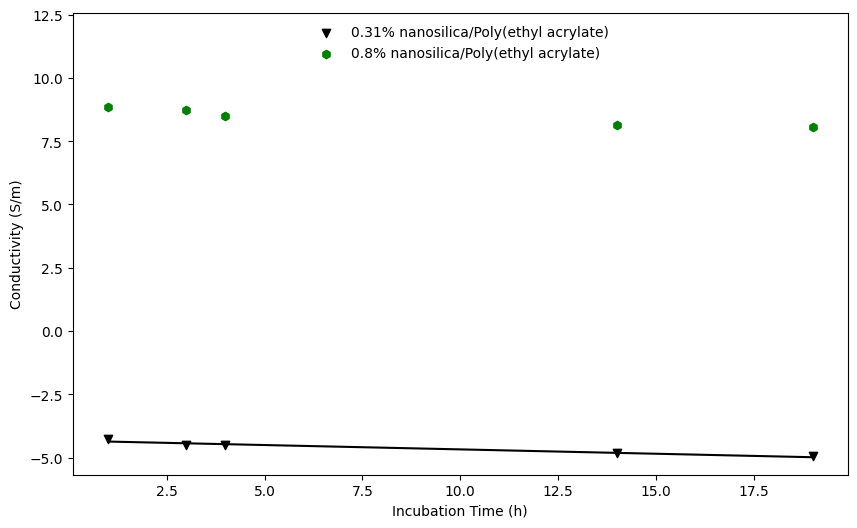 12.5
0.31% nanosilica/Poly(ethyl acrylate)
0.8% nanosilica/Poly(ethyl acrylate)
10.0
7.5
5.0
2.5
0.0
−2.5
−5.0
Conductivity (S/m)
2.5 5.0 7.5 10.0 12.5 15.0 17.5
Incubation Time (h)